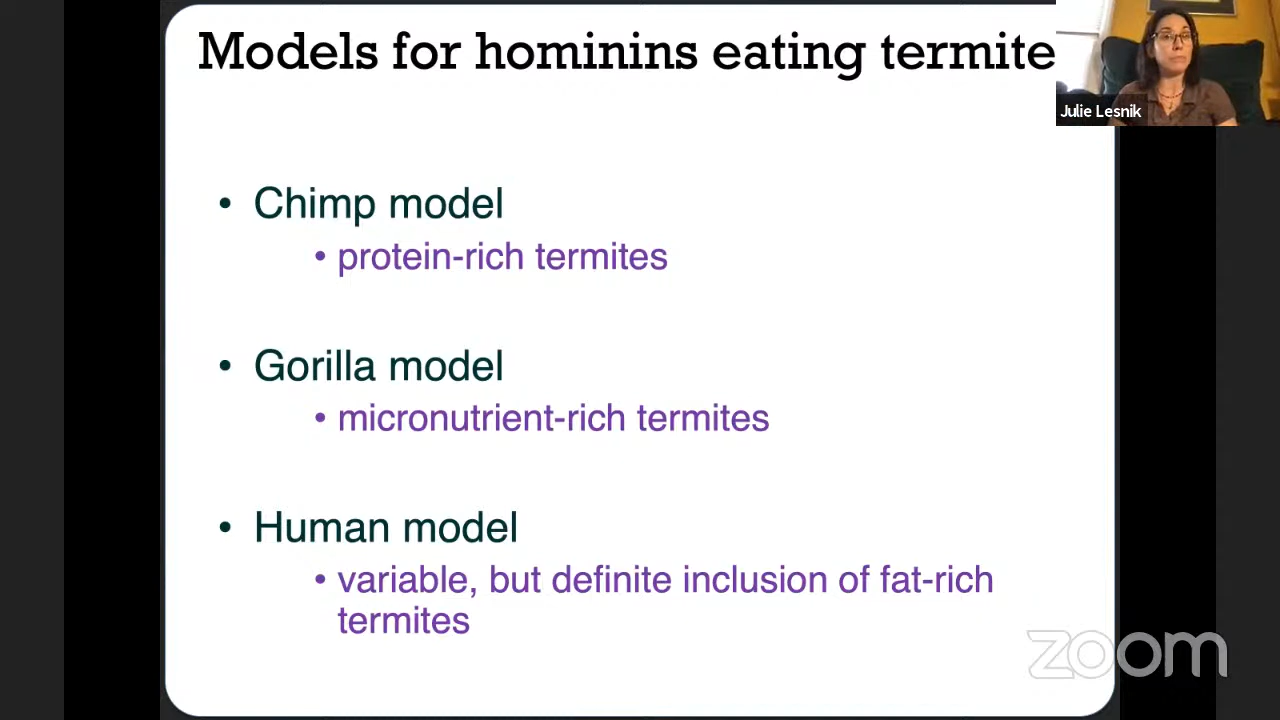 Models for hominins eating termite
Julie Lesnik
• Chimp model
• protein-rich termites
• Gorilla model
• micronutrient-rich termites
• Human model
• variable, but definite inclusion of fat-rich
termites
zoom